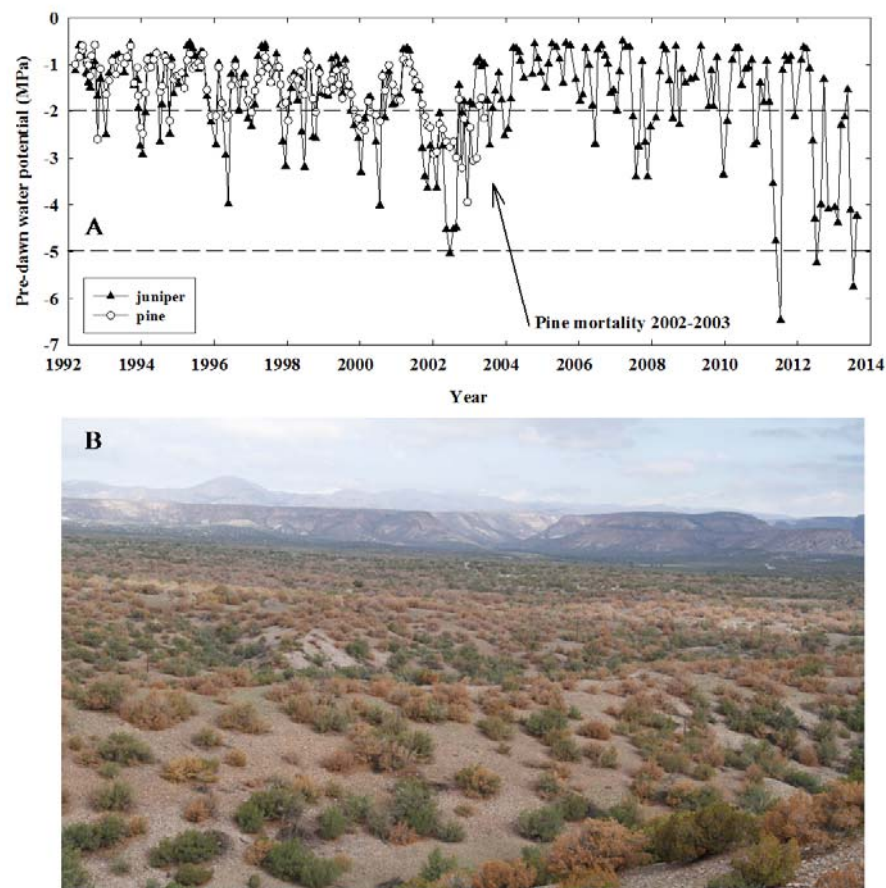 0
-1
-2
-3
-4
-5
-6
-7
Pre-dawn water potential (MPa)
A
juniper
pine
Pine mortality 2002-2003
1992 1994 1996 1998 2000 2002 2004 2006 2008 2010 2012 2014
Year
B